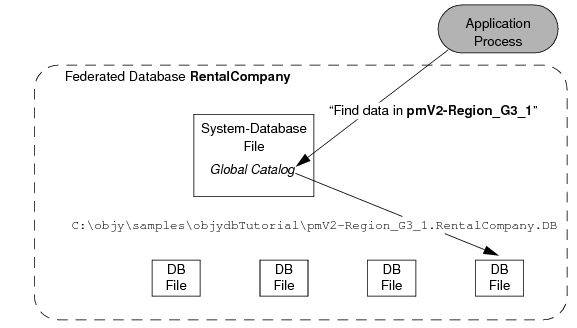 Application
Process
Federated Database RentalCompany
“Find data in pmV2-Region_G3_1”
System-Database
File
Global Catalog
C:\objy\samples\objydbTutorial\pmV2-Region_G3_1.RentalCompany.DB
DB
File
DB
File
DB
File
DB
File